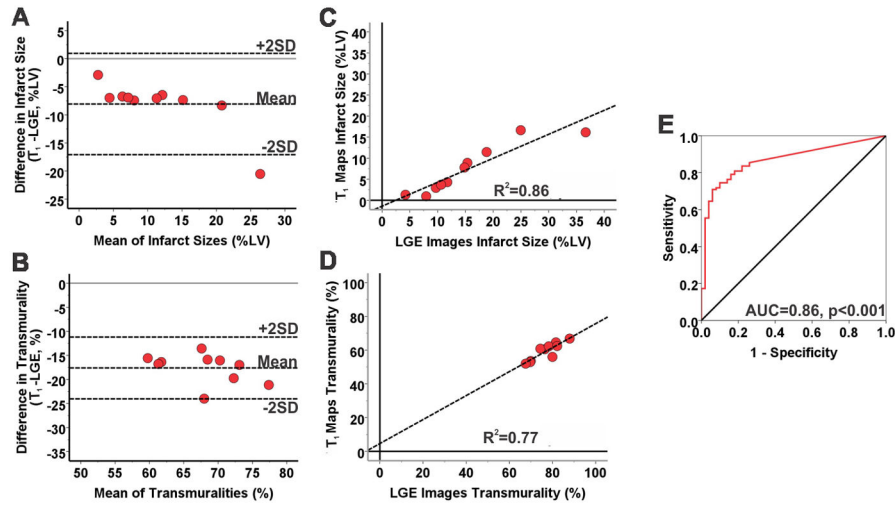 A
Difference in Infarct Size
(T1 -LGE, %LV)
5
0
-5
-10
-15
-20
-25
+2SD
Mean
-2SD
0 5 10 15 20 25 30
Mean of Infarct Sizes (%LV)
B
Difference in Transmurality
(T1 -LGE, %)
0
-5
-10
-15
-20
-25
-30
-35
+2SD
Mean
-2SD
50 55 60 65 70 75 80
Mean of Transmuralities (%)
C
T1 Maps Infarct Size (%LV)
40
35
30
25
20
15
10
5
0
R²=0.86
0 5 10 15 20 25 30 35 40
LGE Images Infarct Size (%LV)
D
T1 Maps Transmurality (%)
100
80
60
40
20
0
R²=0.77
0 20 40 60 80 100
LGE Images Transmurality (%)
E
Sensitivity
1.0
0.8
0.6
0.4
0.2
0.0
AUC=0.86, p<0.001
0.0 0.2 0.4 0.6 0.8 1.0
1 - Specificity